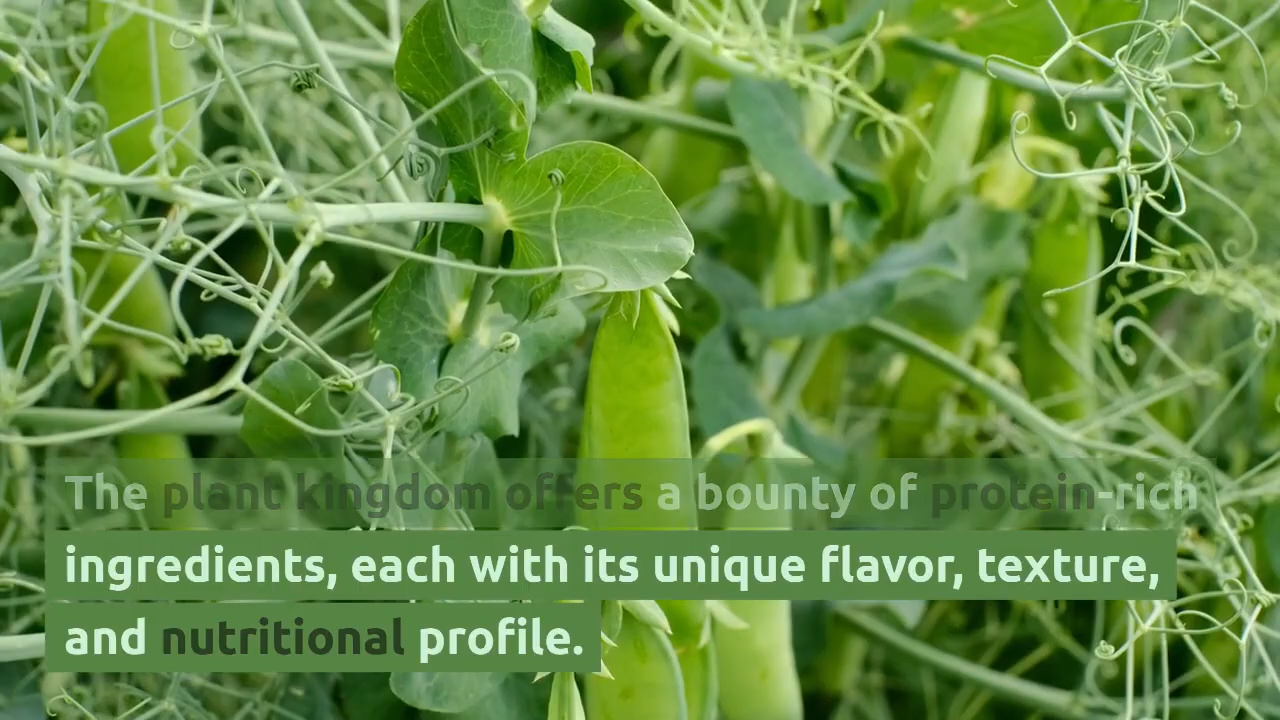 The plant kingdom offers a bounty of protein-rich
ingredients, each with its unique flavor, texture,
and nutritional profile.